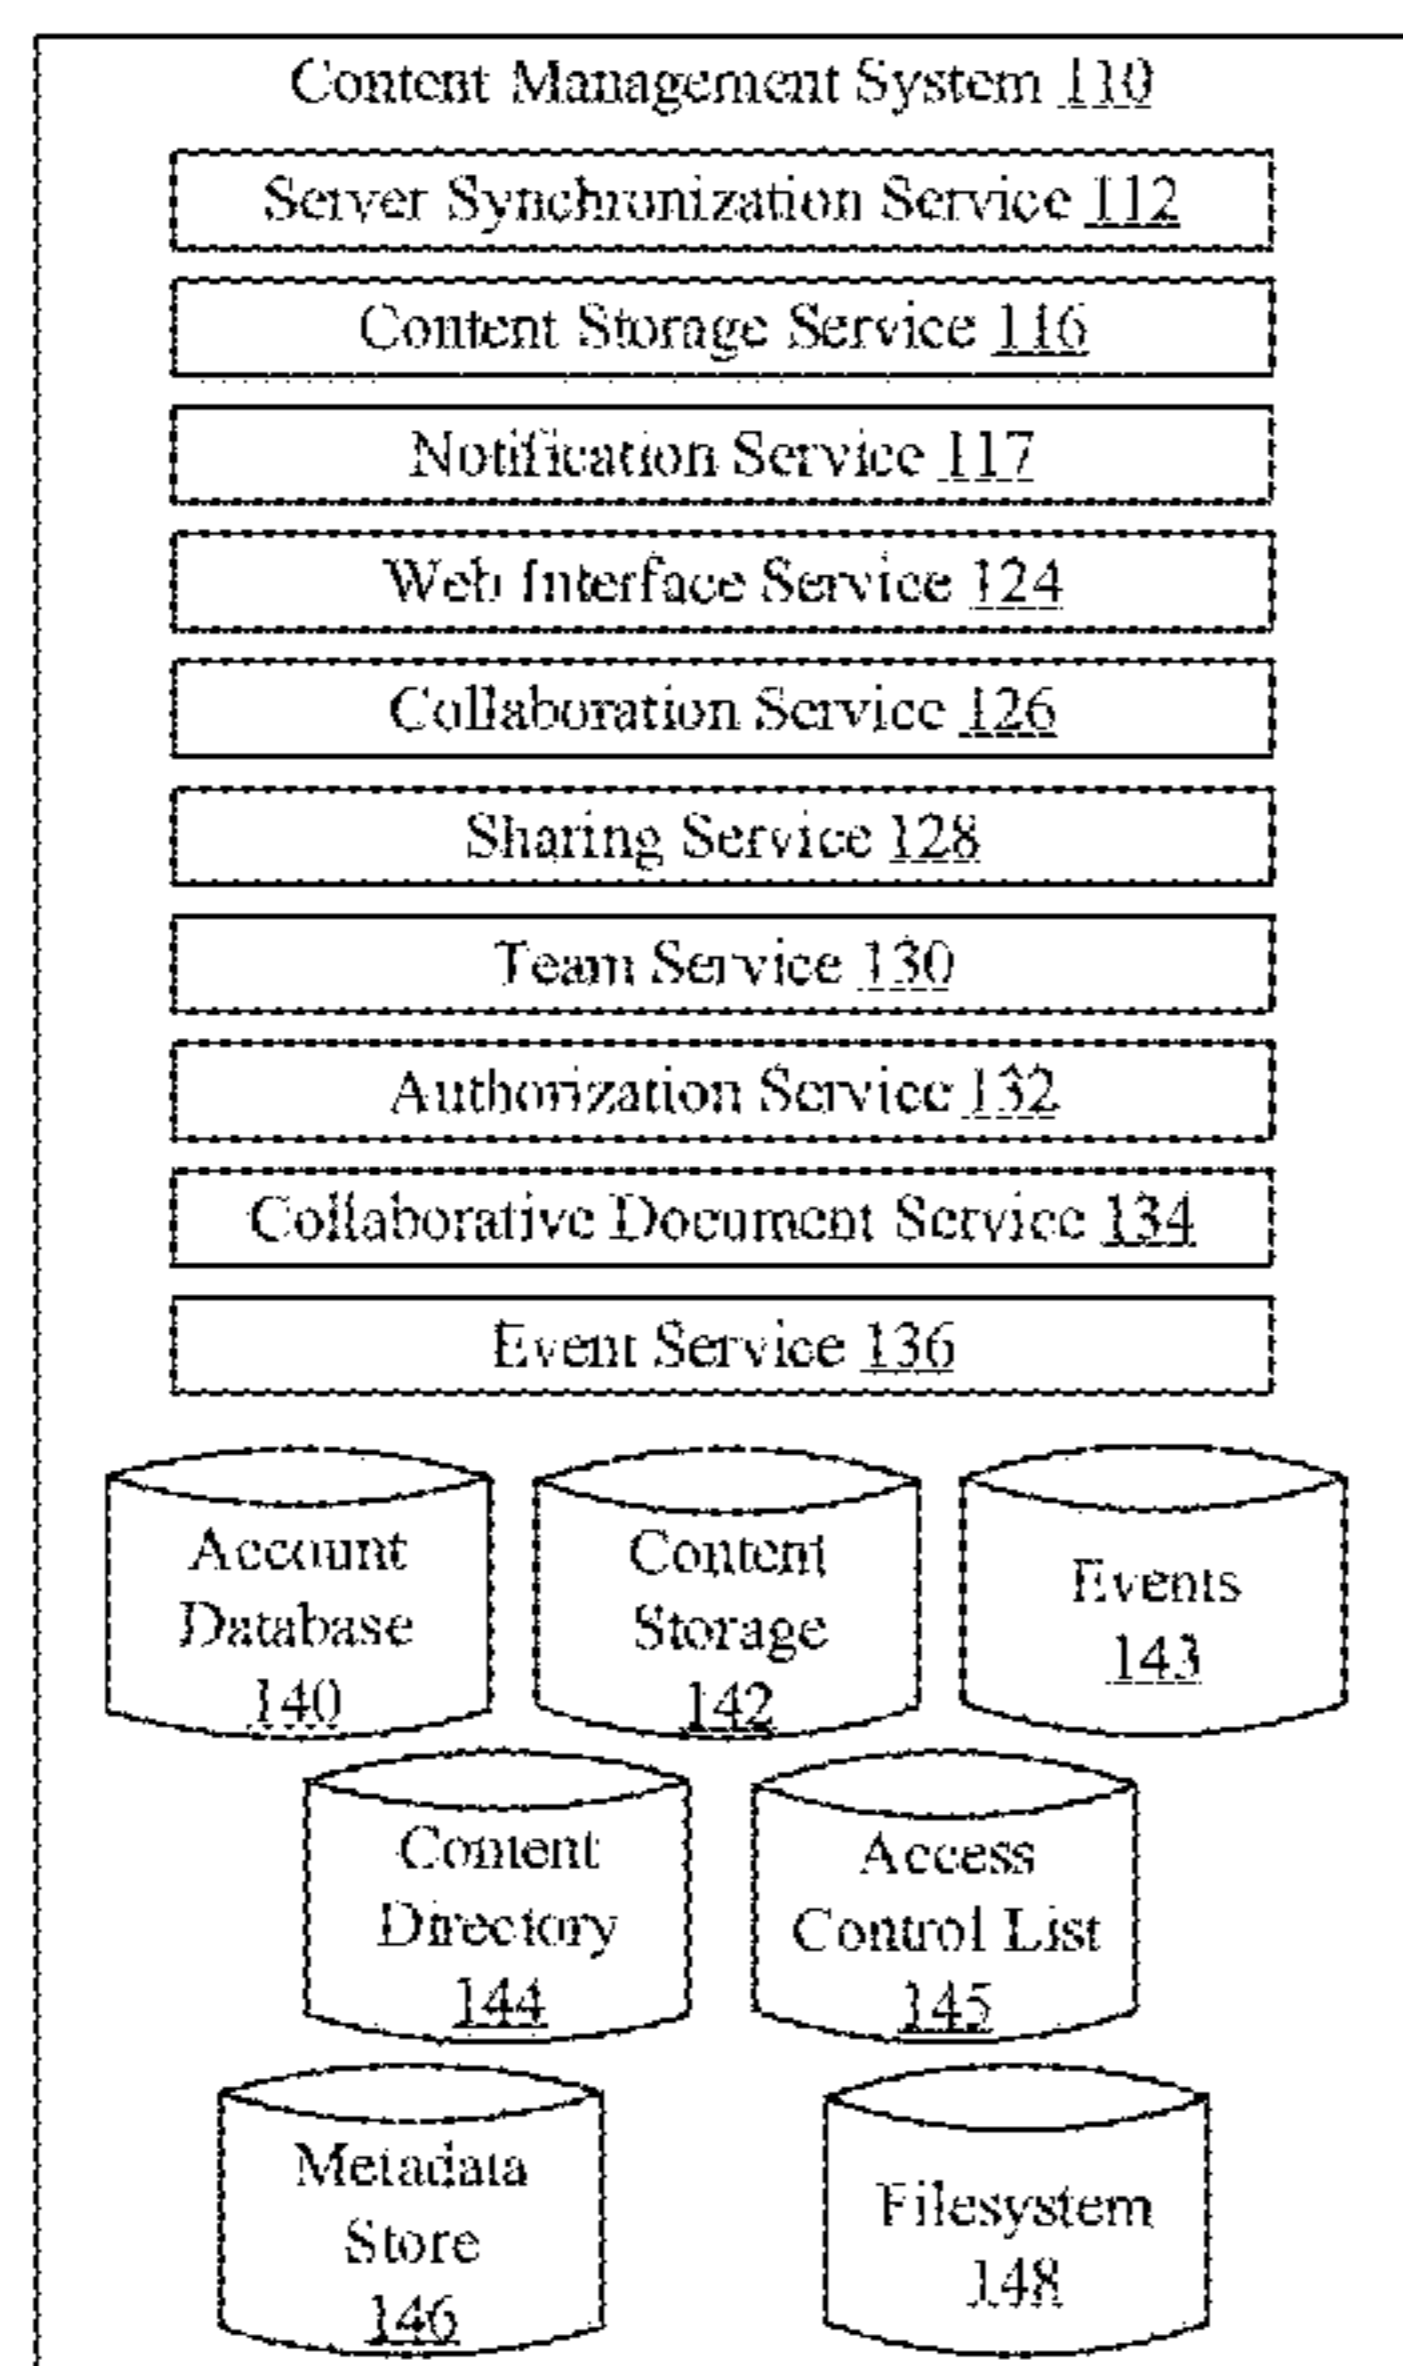 Content Management System 110
Server Synchronization Service 112
Content Storage Service 116
Notification Service 117
Web Interface Service 124
Collaboration Service 126
Sharing Service 128
Team Service 130
Authorization Service 132
Collaborative Document Service 134
Event Service 136
Account
Database
140
Content
Storage
142
Events
143
Content
Directory
144
Access
Control List
145
Metadata
Store
146
Filesystem
148